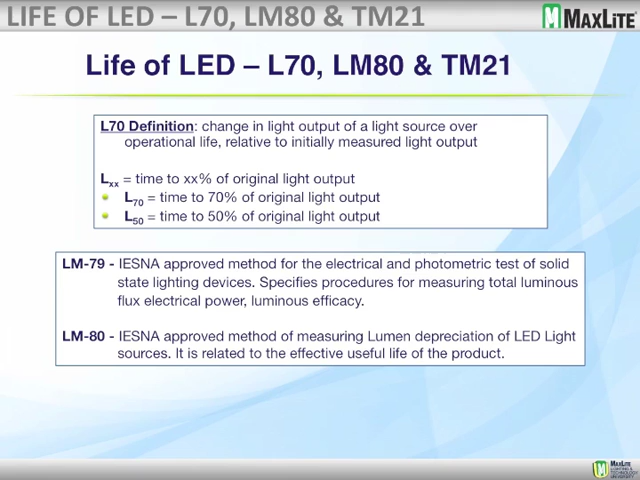 LIFE OF LED – L70, LM80 & TM21
MAXLITE®
Life of LED – L70, LM80 & TM21
L70 Definition: change in light output of a light source over
operational life, relative to initially measured light output
Lxx = time to xx% of original light output
L70 = time to 70% of original light output
L50 = time to 50% of original light output
LM-79 - IESNA approved method for the electrical and photometric test of solid
state lighting devices. Specifies procedures for measuring total luminous
flux electrical power, luminous efficacy.
LM-80 - IESNA approved method of measuring Lumen depreciation of LED Light
sources. It is related to the effective useful life of the product.
MAXLITE
LIGHTING &
TECHNOLOGY
UNIVERSITY